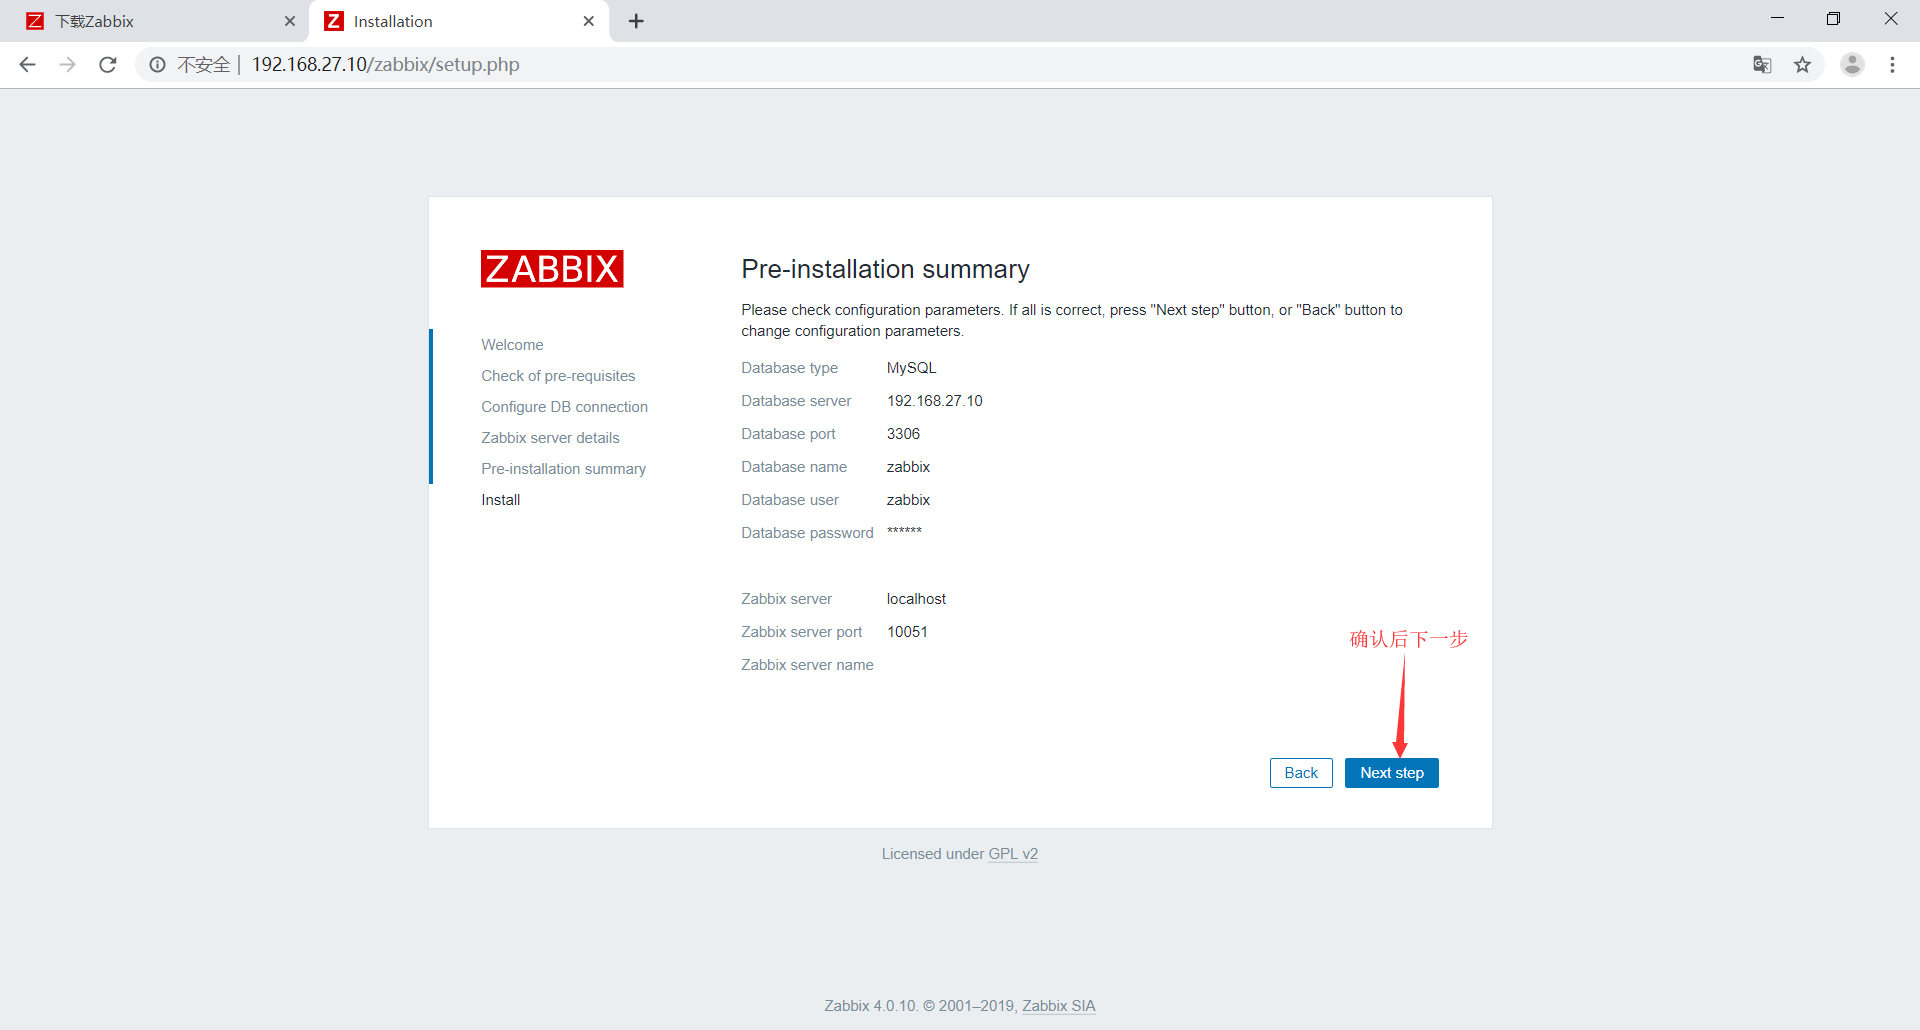 下载Zabbix
Installation
不安全 | 192.168.27.10/zabbix/setup.php
ZABBIX
Welcome
Check of pre-requisites
Configure DB connection
Zabbix server details
Pre-installation summary
Install
Pre-installation summary
Please check configuration parameters. If all is correct, press "Next step" button, or "Back" button to
change configuration parameters.
Database type MySQL
Database server 192.168.27.10
Database port 3306
Database name zabbix
Database user zabbix
Database password ******
Zabbix server localhost
Zabbix server port 10051
Zabbix server name
确认后下一步
Back Next step
Licensed under GPL v2
Zabbix 4.0.10. © 2001–2019, Zabbix SIA